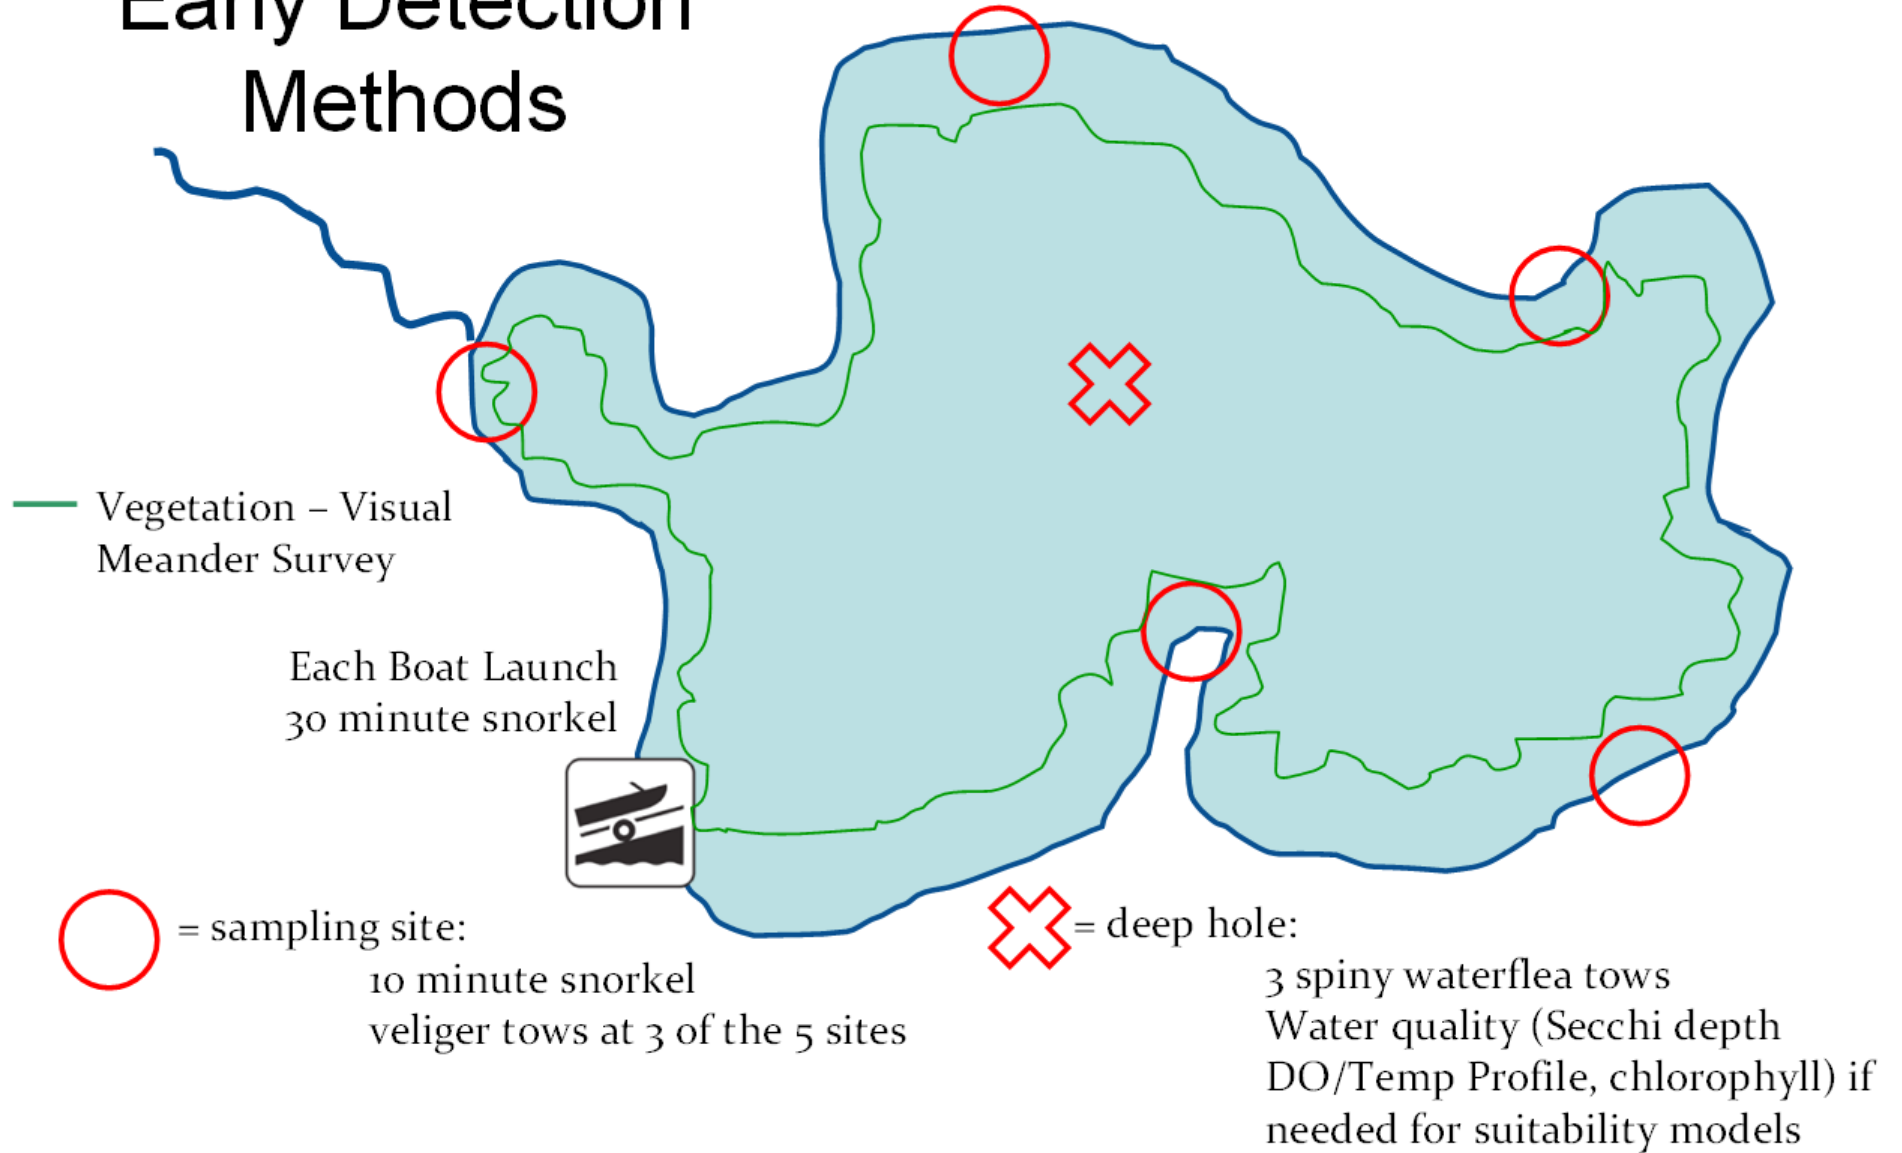 Early Detection
Methods
Vegetation – Visual
Meander Survey
Each Boat Launch
30 minute snorkel
= sampling site:
10 minute snorkel
veliger tows at 3 of the 5 sites
= deep hole:
3 spiny waterflea tows
Water quality (Secchi depth
DO/Temp Profile, chlorophyll) if
needed for suitability models